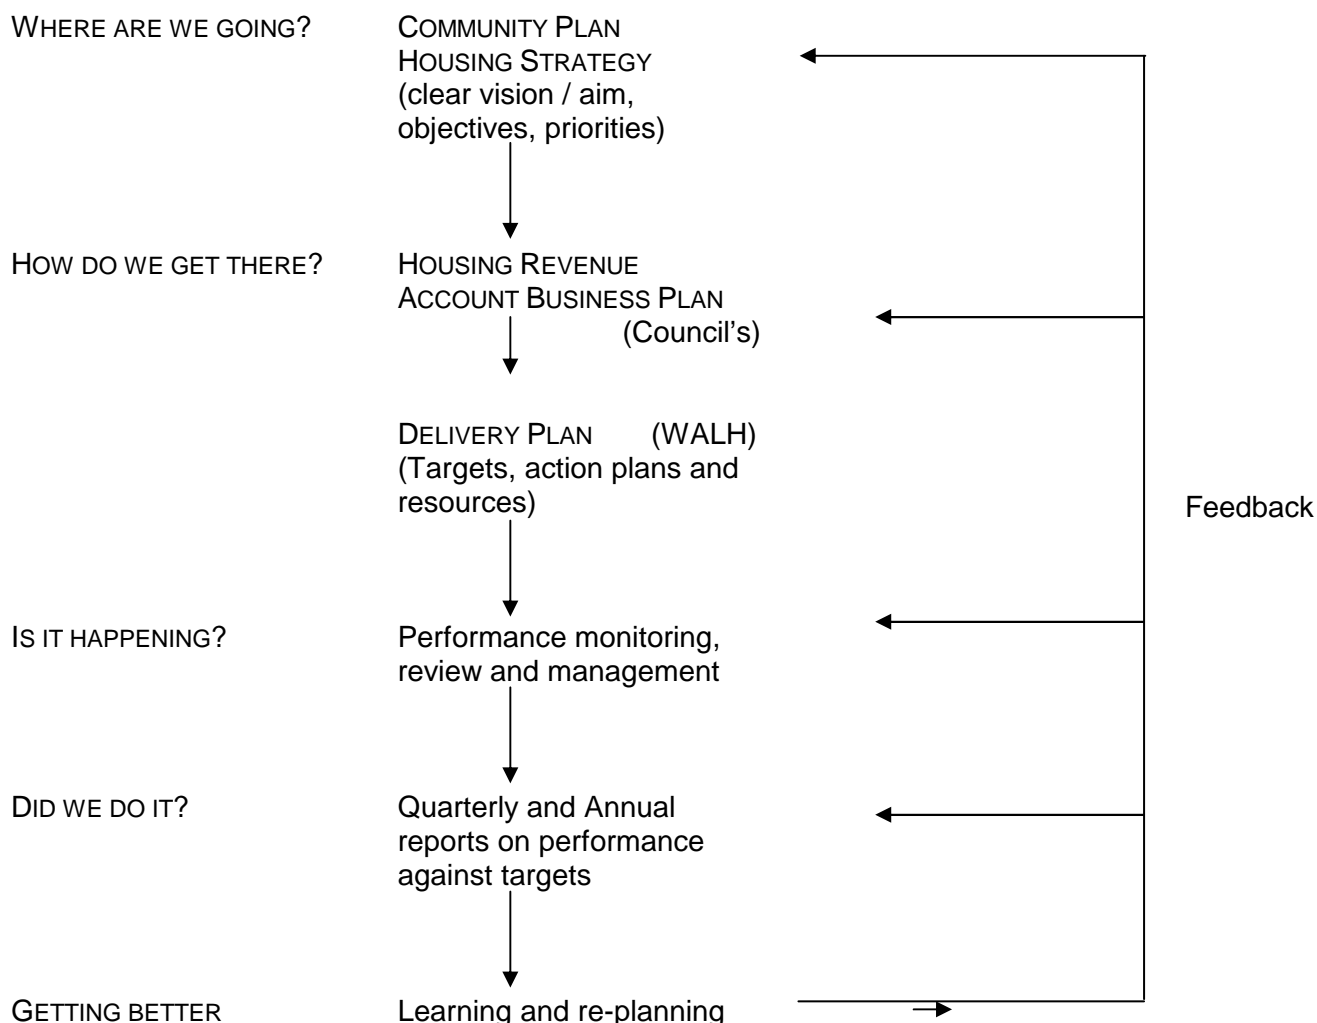 WHERE ARE WE GOING? COMMUNITY PLAN
HOUSING STRATEGY
(clear vision / aim,
objectives, priorities)
HOW DO WE GET THERE? HOUSING REVENUE
ACCOUNT BUSINESS PLAN
(Council’s)
DELIVERY PLAN (WALH)
(Targets, action plans and
resources)
Feedback
IS IT HAPPENING? Performance monitoring,
review and management
DID WE DO IT? Quarterly and Annual
reports on performance
against targets
GETTING BETTER Learning and re-planning